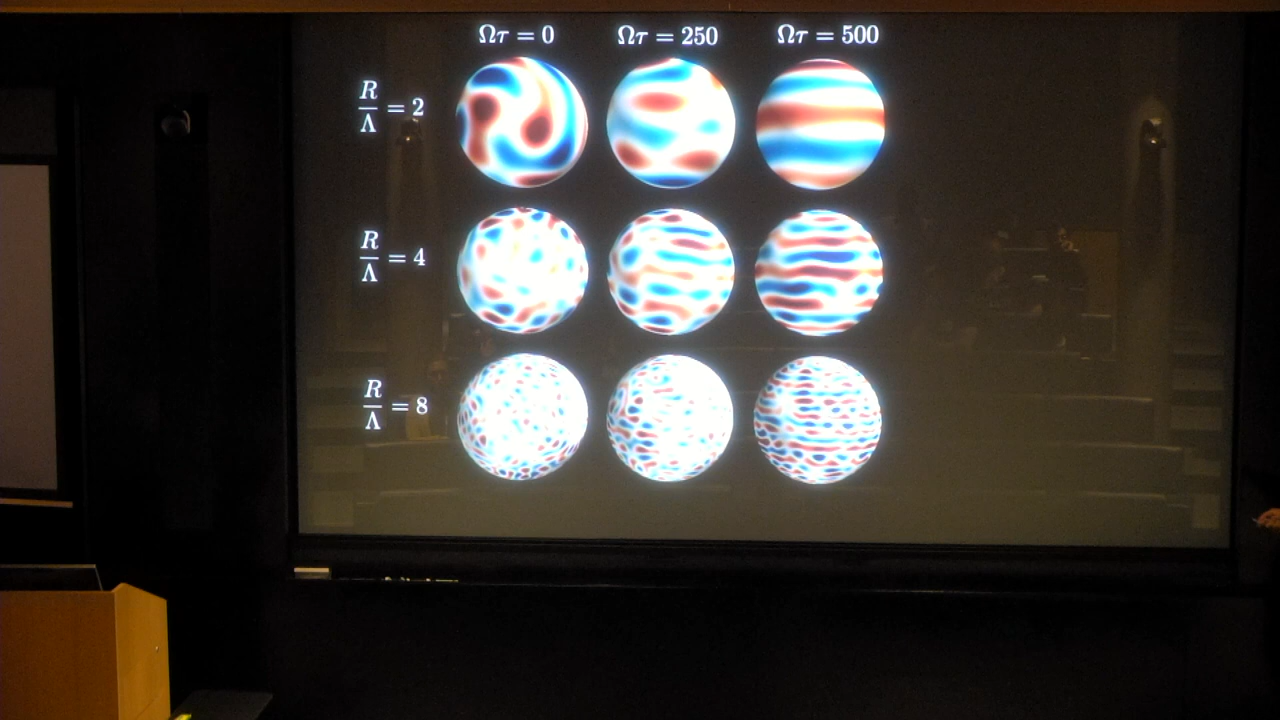 Ωτ = 0 Ωτ = 250 Ωτ = 500
R/Λ = 2
R/Λ = 4
R/Λ = 8